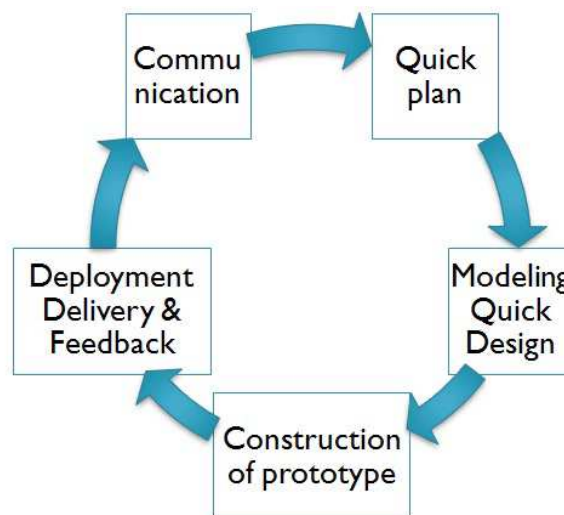 Commu
nication
Quick
plan
Modeling
Quick
Design
Construction
of prototype
Deployment
Delivery &
Feedback